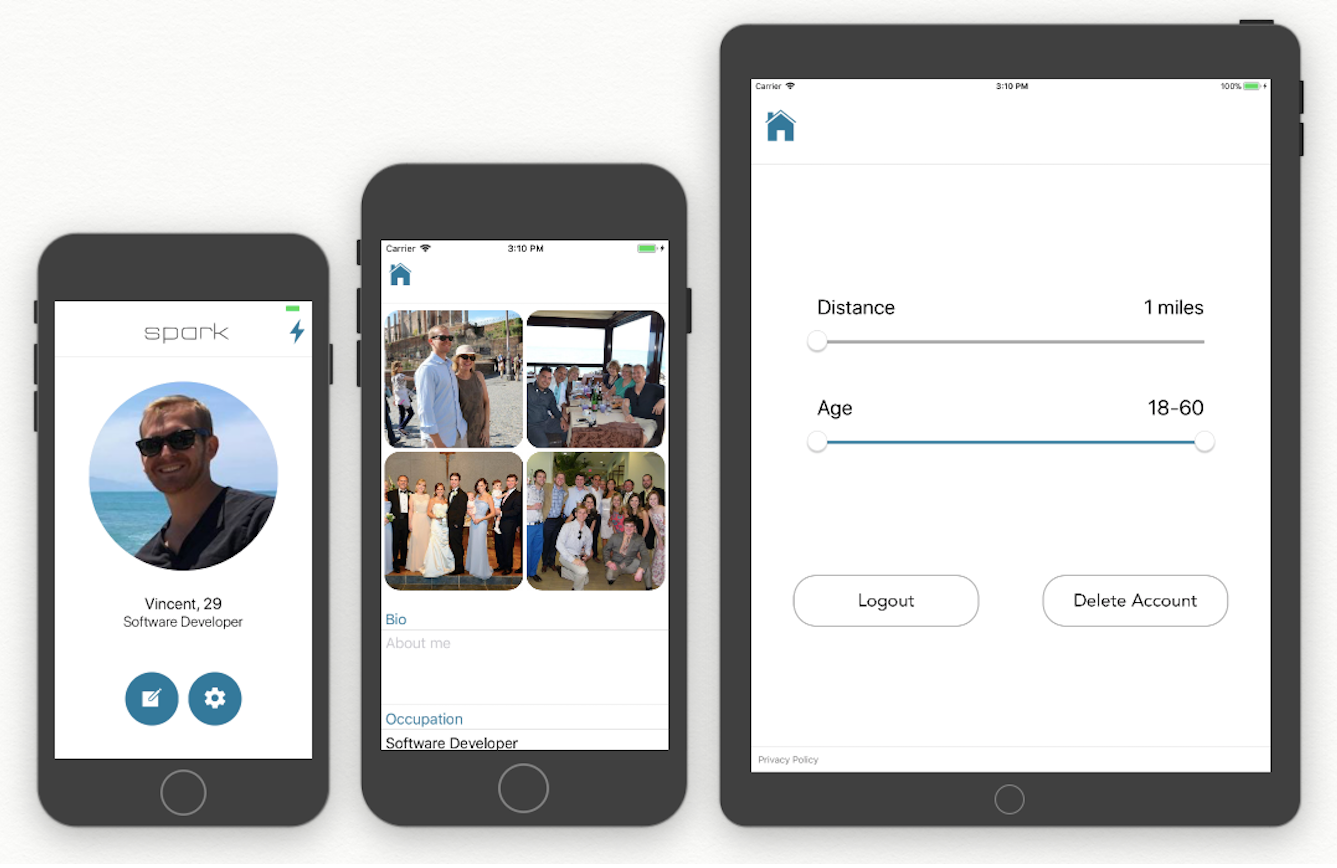 spark
Vincent, 29
Software Developer
Carrier 3:10 PM
Bio
About me
Occupation
Software Developer
Carrier 3:10 PM 100%
Distance 1 miles
Age 18-60
Logout Delete Account
Privacy Policy